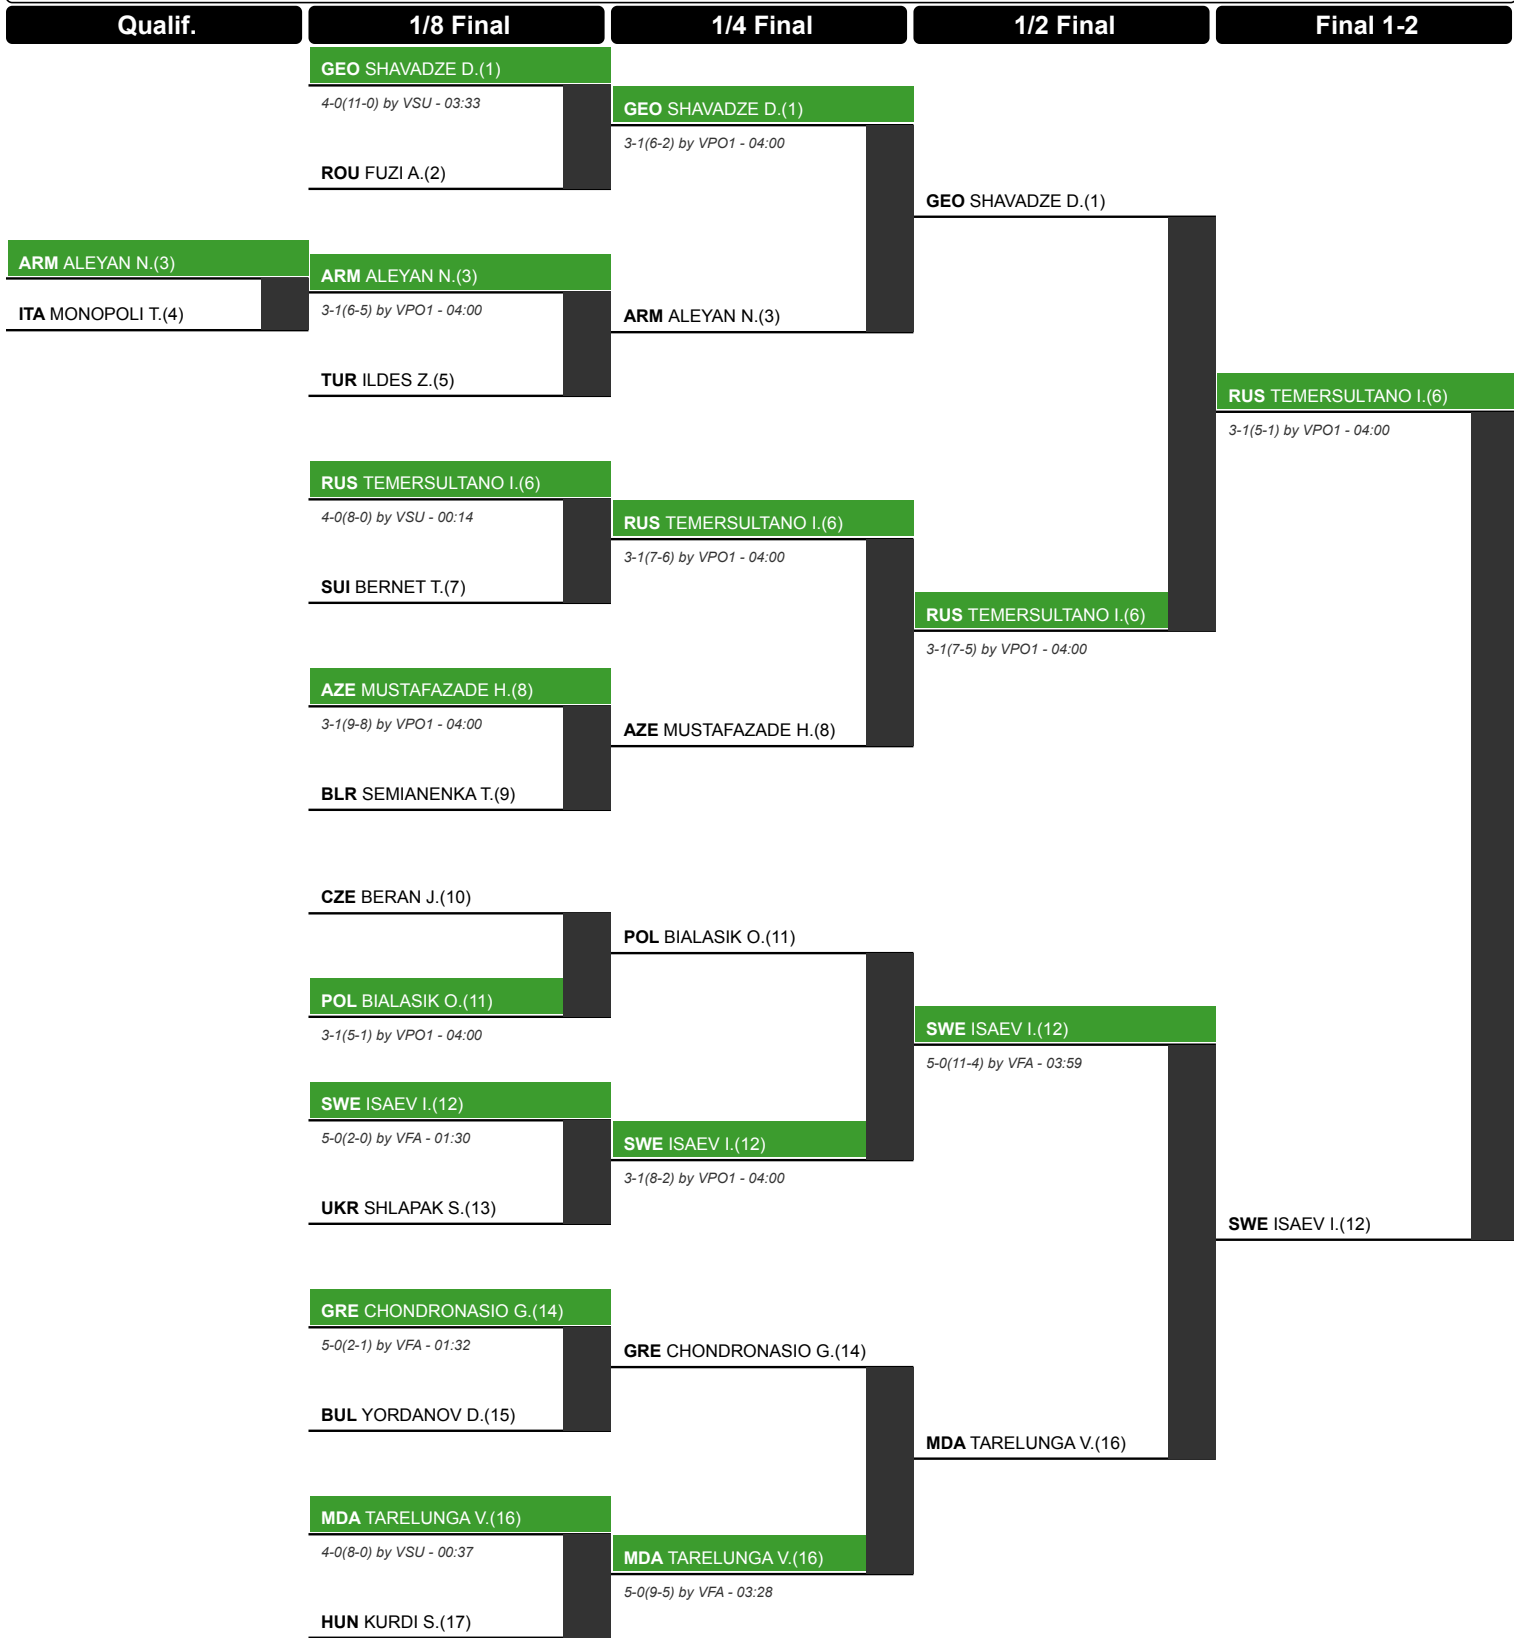 Qualif.
1/8 Final
1/4 Final
1/2 Final
Final 1-2
ARM ALEYAN N.(3)
ITA MONOPOLI T.(4)
GEO SHAVADZE D.(1)
4-0(11-0) by VSU - 03:33
ROU FUZI A.(2)
ARM ALEYAN N.(3)
3-1(6-5) by VPO1 - 04:00
TUR ILDES Z.(5)
RUS TEMERSULTANO I.(6)
4-0(8-0) by VSU - 00:14
SUI BERNET T.(7)
AZE MUSTAFAZADE H.(8)
3-1(9-8) by VPO1 - 04:00
BLR SEMIANENKA T.(9)
CZE BERAN J.(10)
POL BIALASIK O.(11)
3-1(5-1) by VPO1 - 04:00
SWE ISAEV I.(12)
5-0(2-0) by VFA - 01:30
UKR SHLAPAK S.(13)
GRE CHONDRONASIO G.(14)
5-0(2-1) by VFA - 01:32
BUL YORDANOV D.(15)
MDA TARELUNGA V.(16)
4-0(8-0) by VSU - 00:37
HUN KURDI S.(17)
GEO SHAVADZE D.(1)
3-1(6-2) by VPO1 - 04:00
ARM ALEYAN N.(3)
RUS TEMERSULTANO I.(6)
3-1(7-6) by VPO1 - 04:00
AZE MUSTAFAZADE H.(8)
POL BIALASIK O.(11)
SWE ISAEV I.(12)
3-1(8-2) by VPO1 - 04:00
GRE CHONDRONASIO G.(14)
MDA TARELUNGA V.(16)
5-0(9-5) by VFA - 03:28
GEO SHAVADZE D.(1)
RUS TEMERSULTANO I.(6)
3-1(7-5) by VPO1 - 04:00
SWE ISAEV I.(12)
5-0(11-4) by VFA - 03:59
MDA TARELUNGA V.(16)
RUS TEMERSULTANO I.(6)
3-1(5-1) by VPO1 - 04:00
SWE ISAEV I.(12)